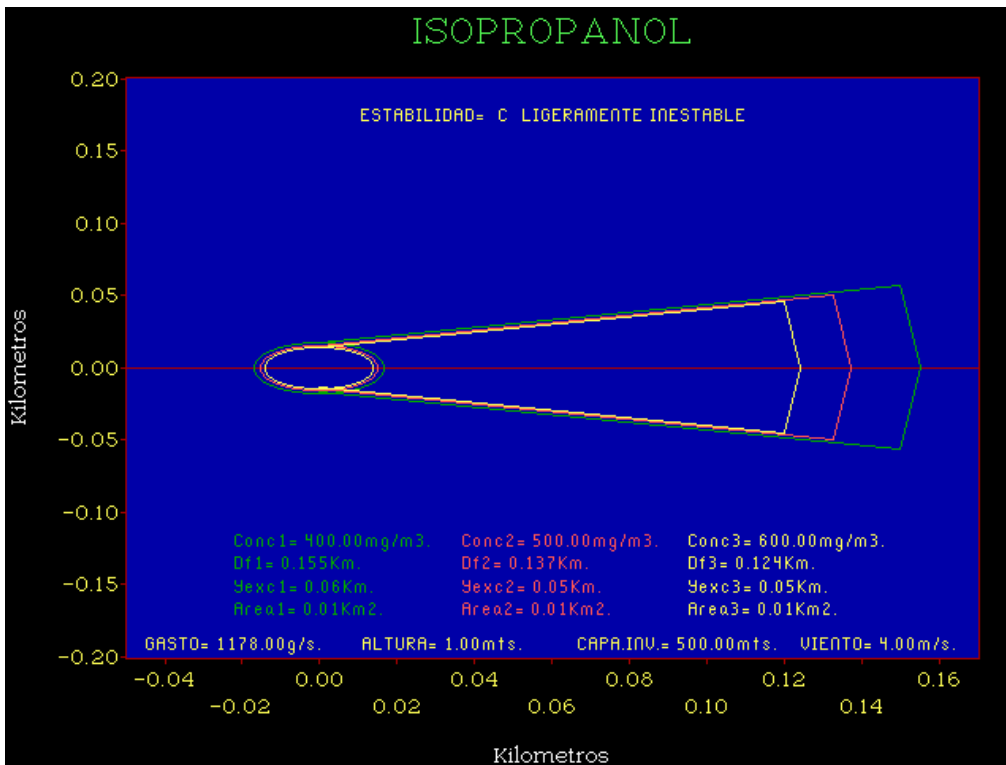 ISOPROPANOL
0.20
ESTABILIDAD= C LIGERAMENTE INESTABLE
0.15
0.10
0.05
0.00
-0.05
-0.10
-0.15
-0.20
Kilometros
Conc1= 400.00mg/m3. Conc2= 500.00mg/m3. Conc3= 600.00mg/m3.
Df1= 0.155Km. Df2= 0.137Km. Df3= 0.124Km.
Yexc1= 0.06Km. Yexc2= 0.05Km. Yexc3= 0.05Km.
Area1= 0.01Km2. Area2= 0.01Km2. Area3= 0.01Km2.
GASTO= 1178.00g/s. ALTURA= 1.00mts. CAPA.INV.= 500.00mts. VIENTO= 4.00m/s.
-0.04 0.00 0.04 0.08 0.12 0.16
-0.02 0.02 0.06 0.10 0.14
Kilometros